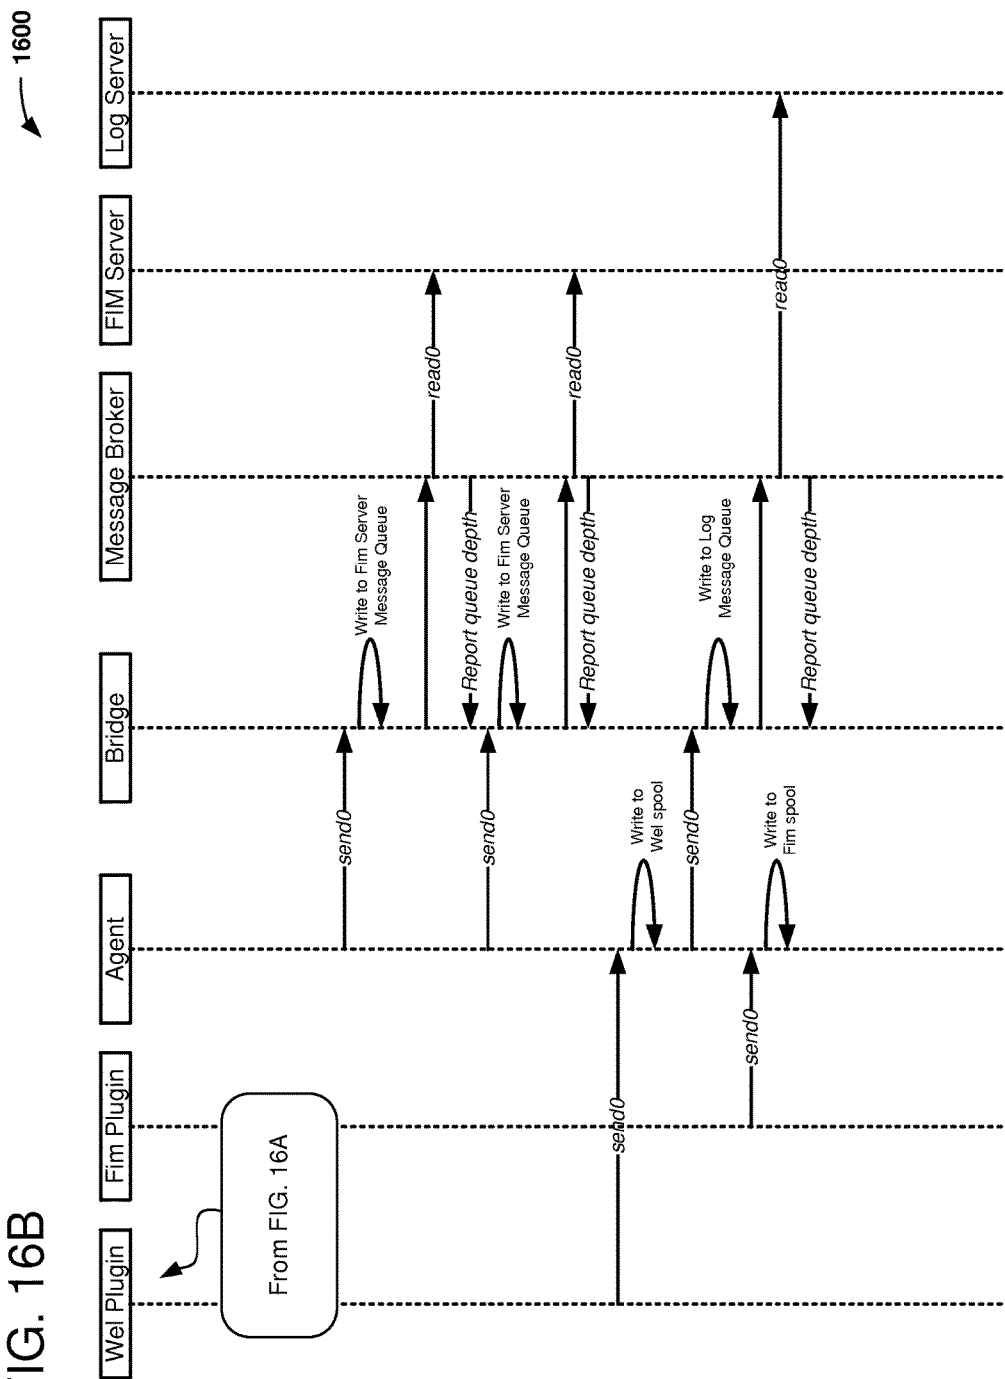 IG. 16B
1600
Wel Plugin
Fim Plugin
Agent
Bridge
Message Broker
FIM Server
Log Server
From FIG. 16A
send0
Write to Fim Server
Message Queue
read0
Report queue depth
send0
Write to Fim Server
Message Queue
read0
Report queue depth
send0
Write to
Wel spool
send0
Write to Log
Message Queue
send0
Write to
Fim spool
read0
Report queue depth